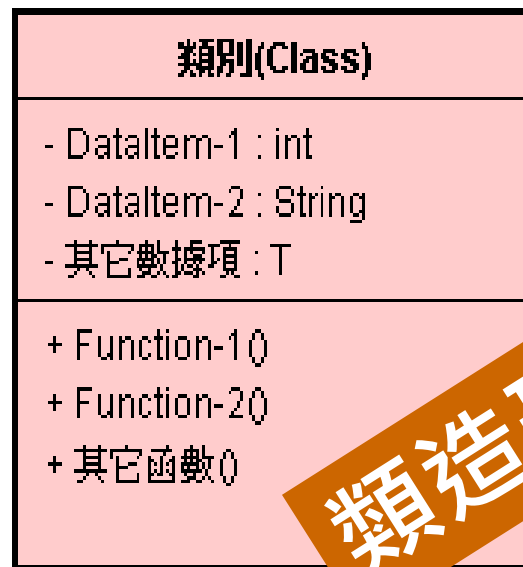 類別(Class)
- DataItem-1 : int
- DataItem-2 : String
- 其它數據項 : T
+ Function-1()
+ Function-2()
+ 其它函數()
類造